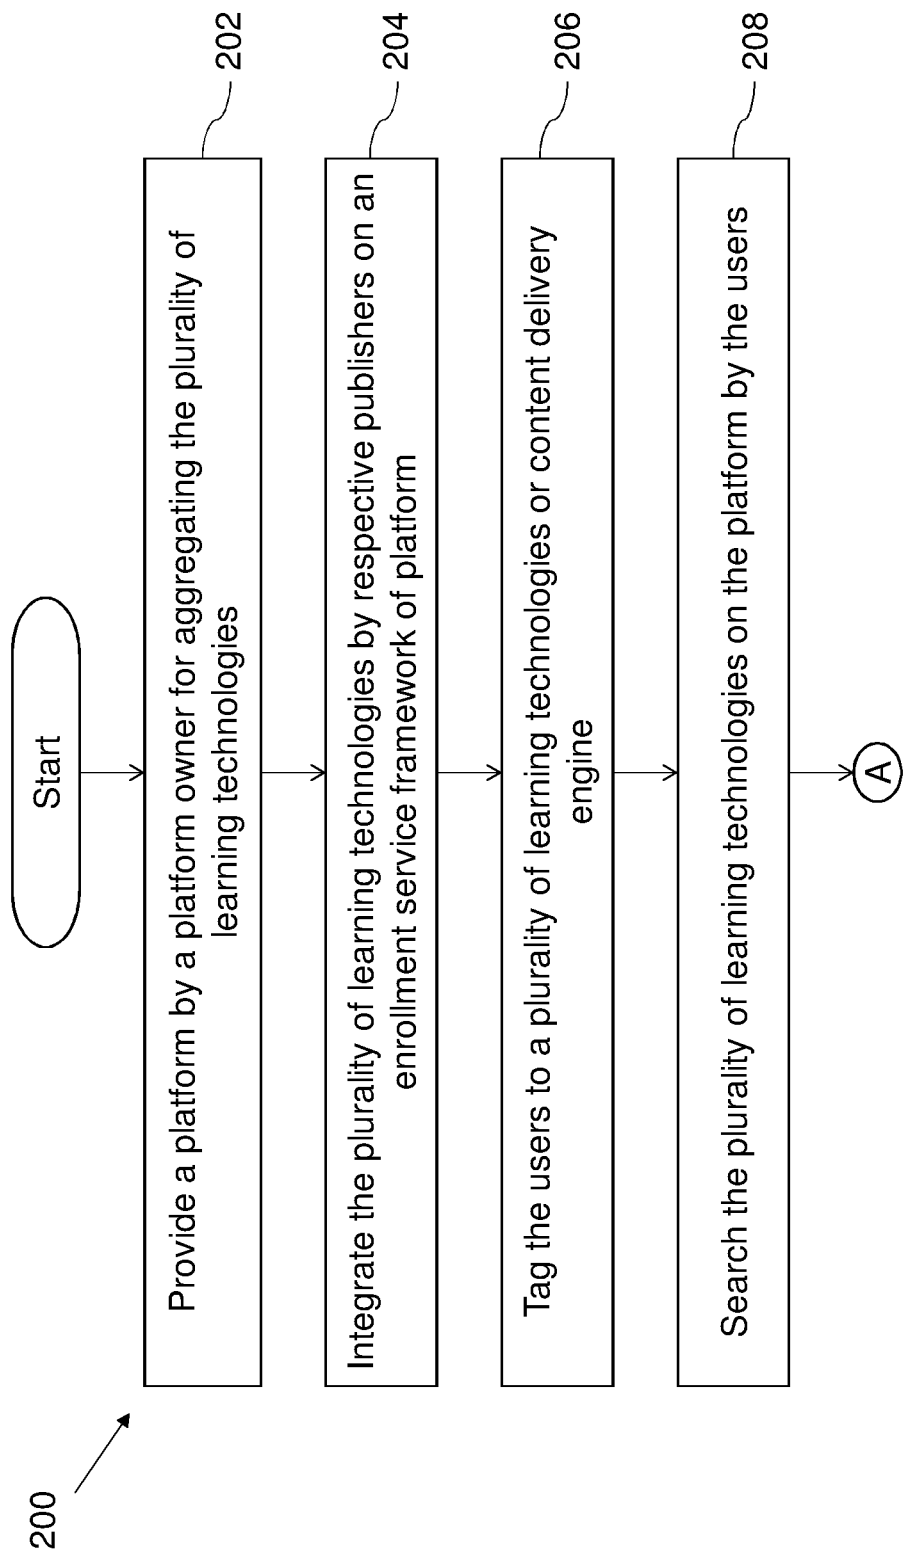 200
Start
Provide a platform by a platform owner for aggregating the plurality of
learning technologies
202
Integrate the plurality of learning technologies by respective publishers on an
enrollment service framework of platform
204
Tag the users to a plurality of learning technologies or content delivery
engine
206
Search the plurality of learning technologies on the platform by the users
208
A